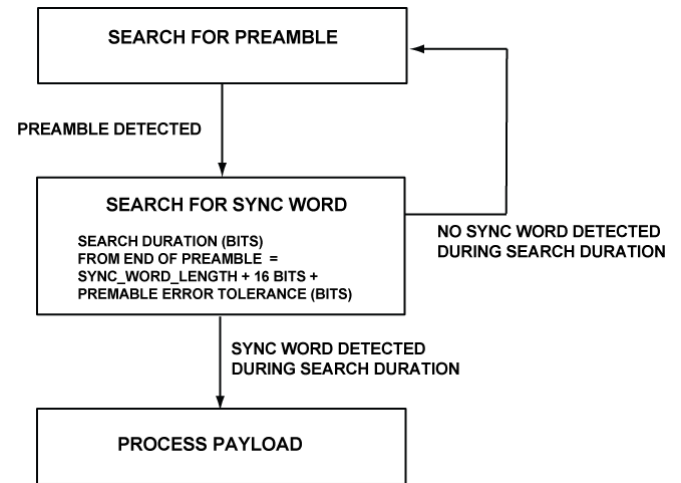 SEARCH FOR PREAMBLE
PREAMBLE DETECTED
SEARCH FOR SYNC WORD
SEARCH DURATION (BITS)
FROM END OF PREAMBLE =
SYNC_WORD_LENGTH + 16 BITS +
PREMABLE ERROR TOLERANCE (BITS)
NO SYNC WORD DETECTED
DURING SEARCH DURATION
SYNC WORD DETECTED
DURING SEARCH DURATION
PROCESS PAYLOAD